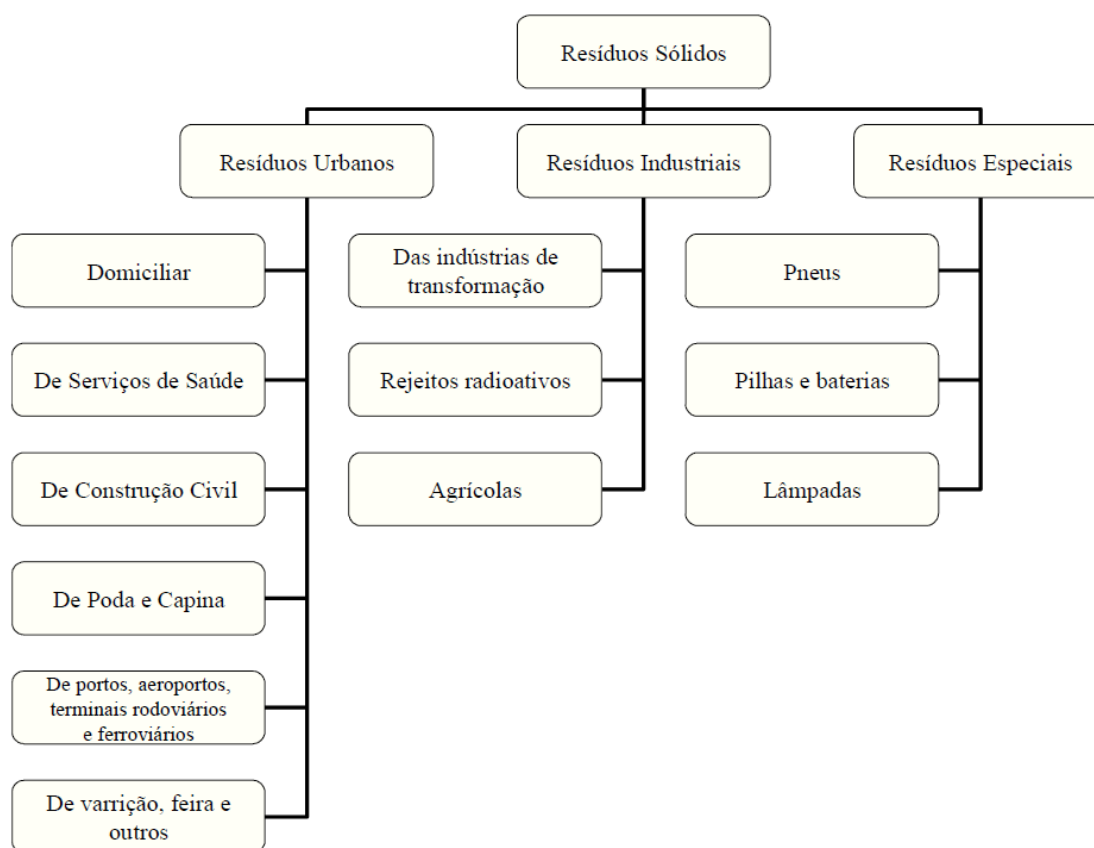 Resíduos Sólidos
Resíduos Urbanos
Resíduos Industriais
Resíduos Especiais
Domiciliar
De Serviços de Saúde
De Construção Civil
De Poda e Capina
De portos, aeroportos,
terminais rodoviários
e ferroviários
De varrição, feira e
outros
Das indústrias de
transformação
Rejeitos radioativos
Agrícolas
Pneus
Pilhas e baterias
Lâmpadas